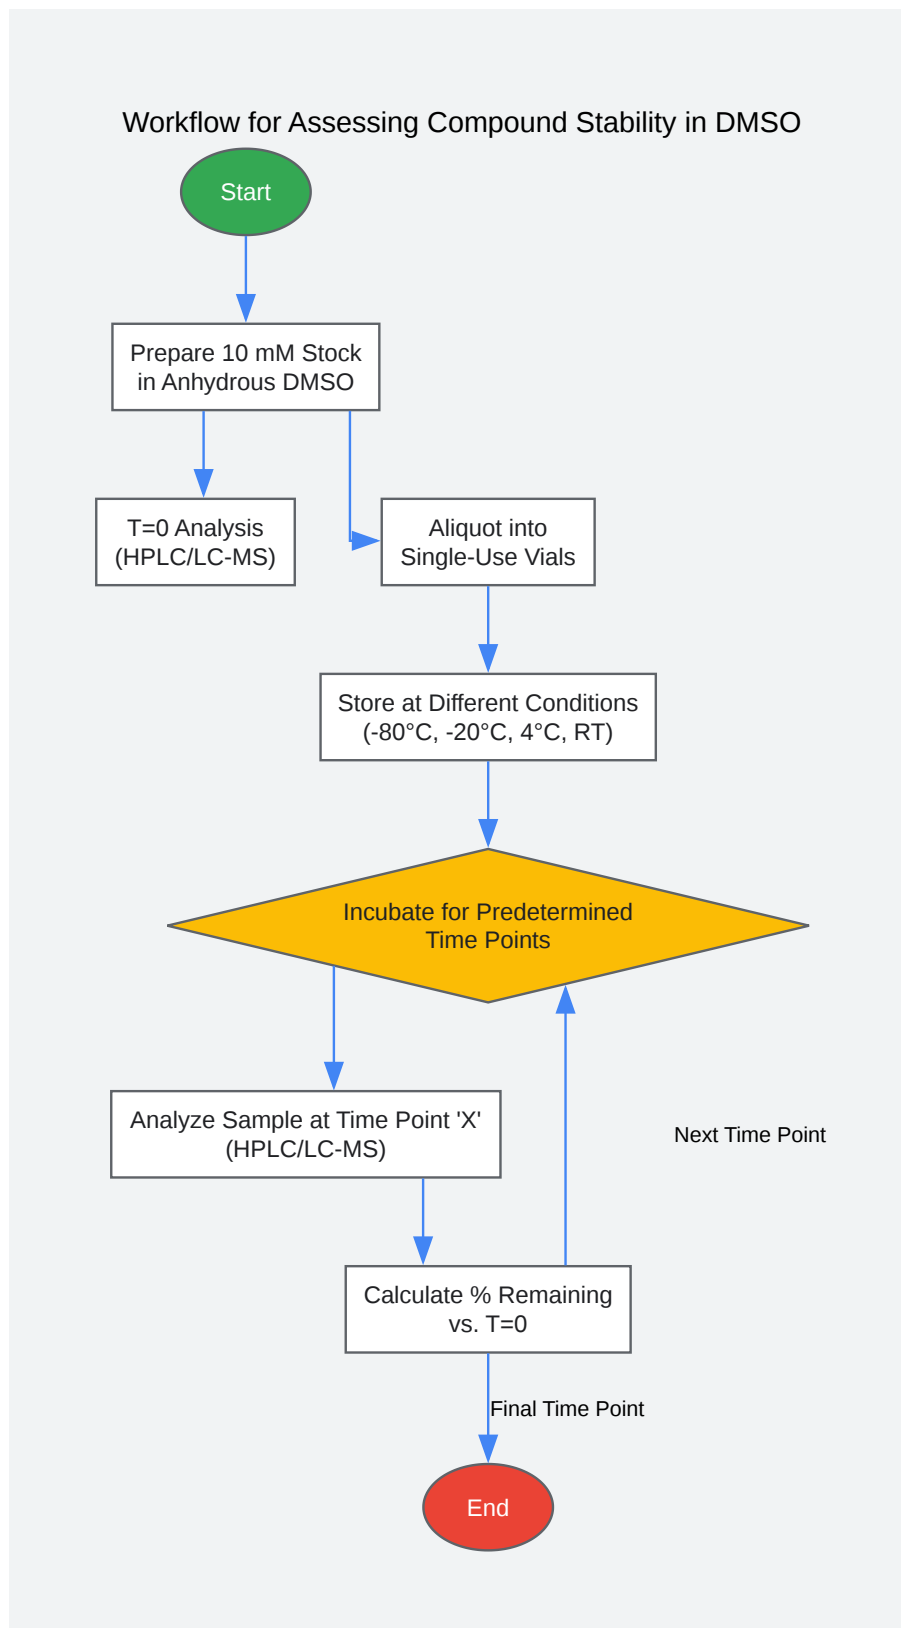 Workflow for Assessing Compound Stability in DMSO
Start
Prepare 10 mM Stock
in Anhydrous DMSO
T=0 Analysis
(HPLC/LC-MS)
Aliquot into
Single-Use Vials
Store at Different Conditions
(-80°C, -20°C, 4°C, RT)
Incubate for Predetermined
Time Points
Analyze Sample at Time Point 'X'
(HPLC/LC-MS)
Next Time Point
Calculate % Remaining
vs. T=0
Final Time Point
End